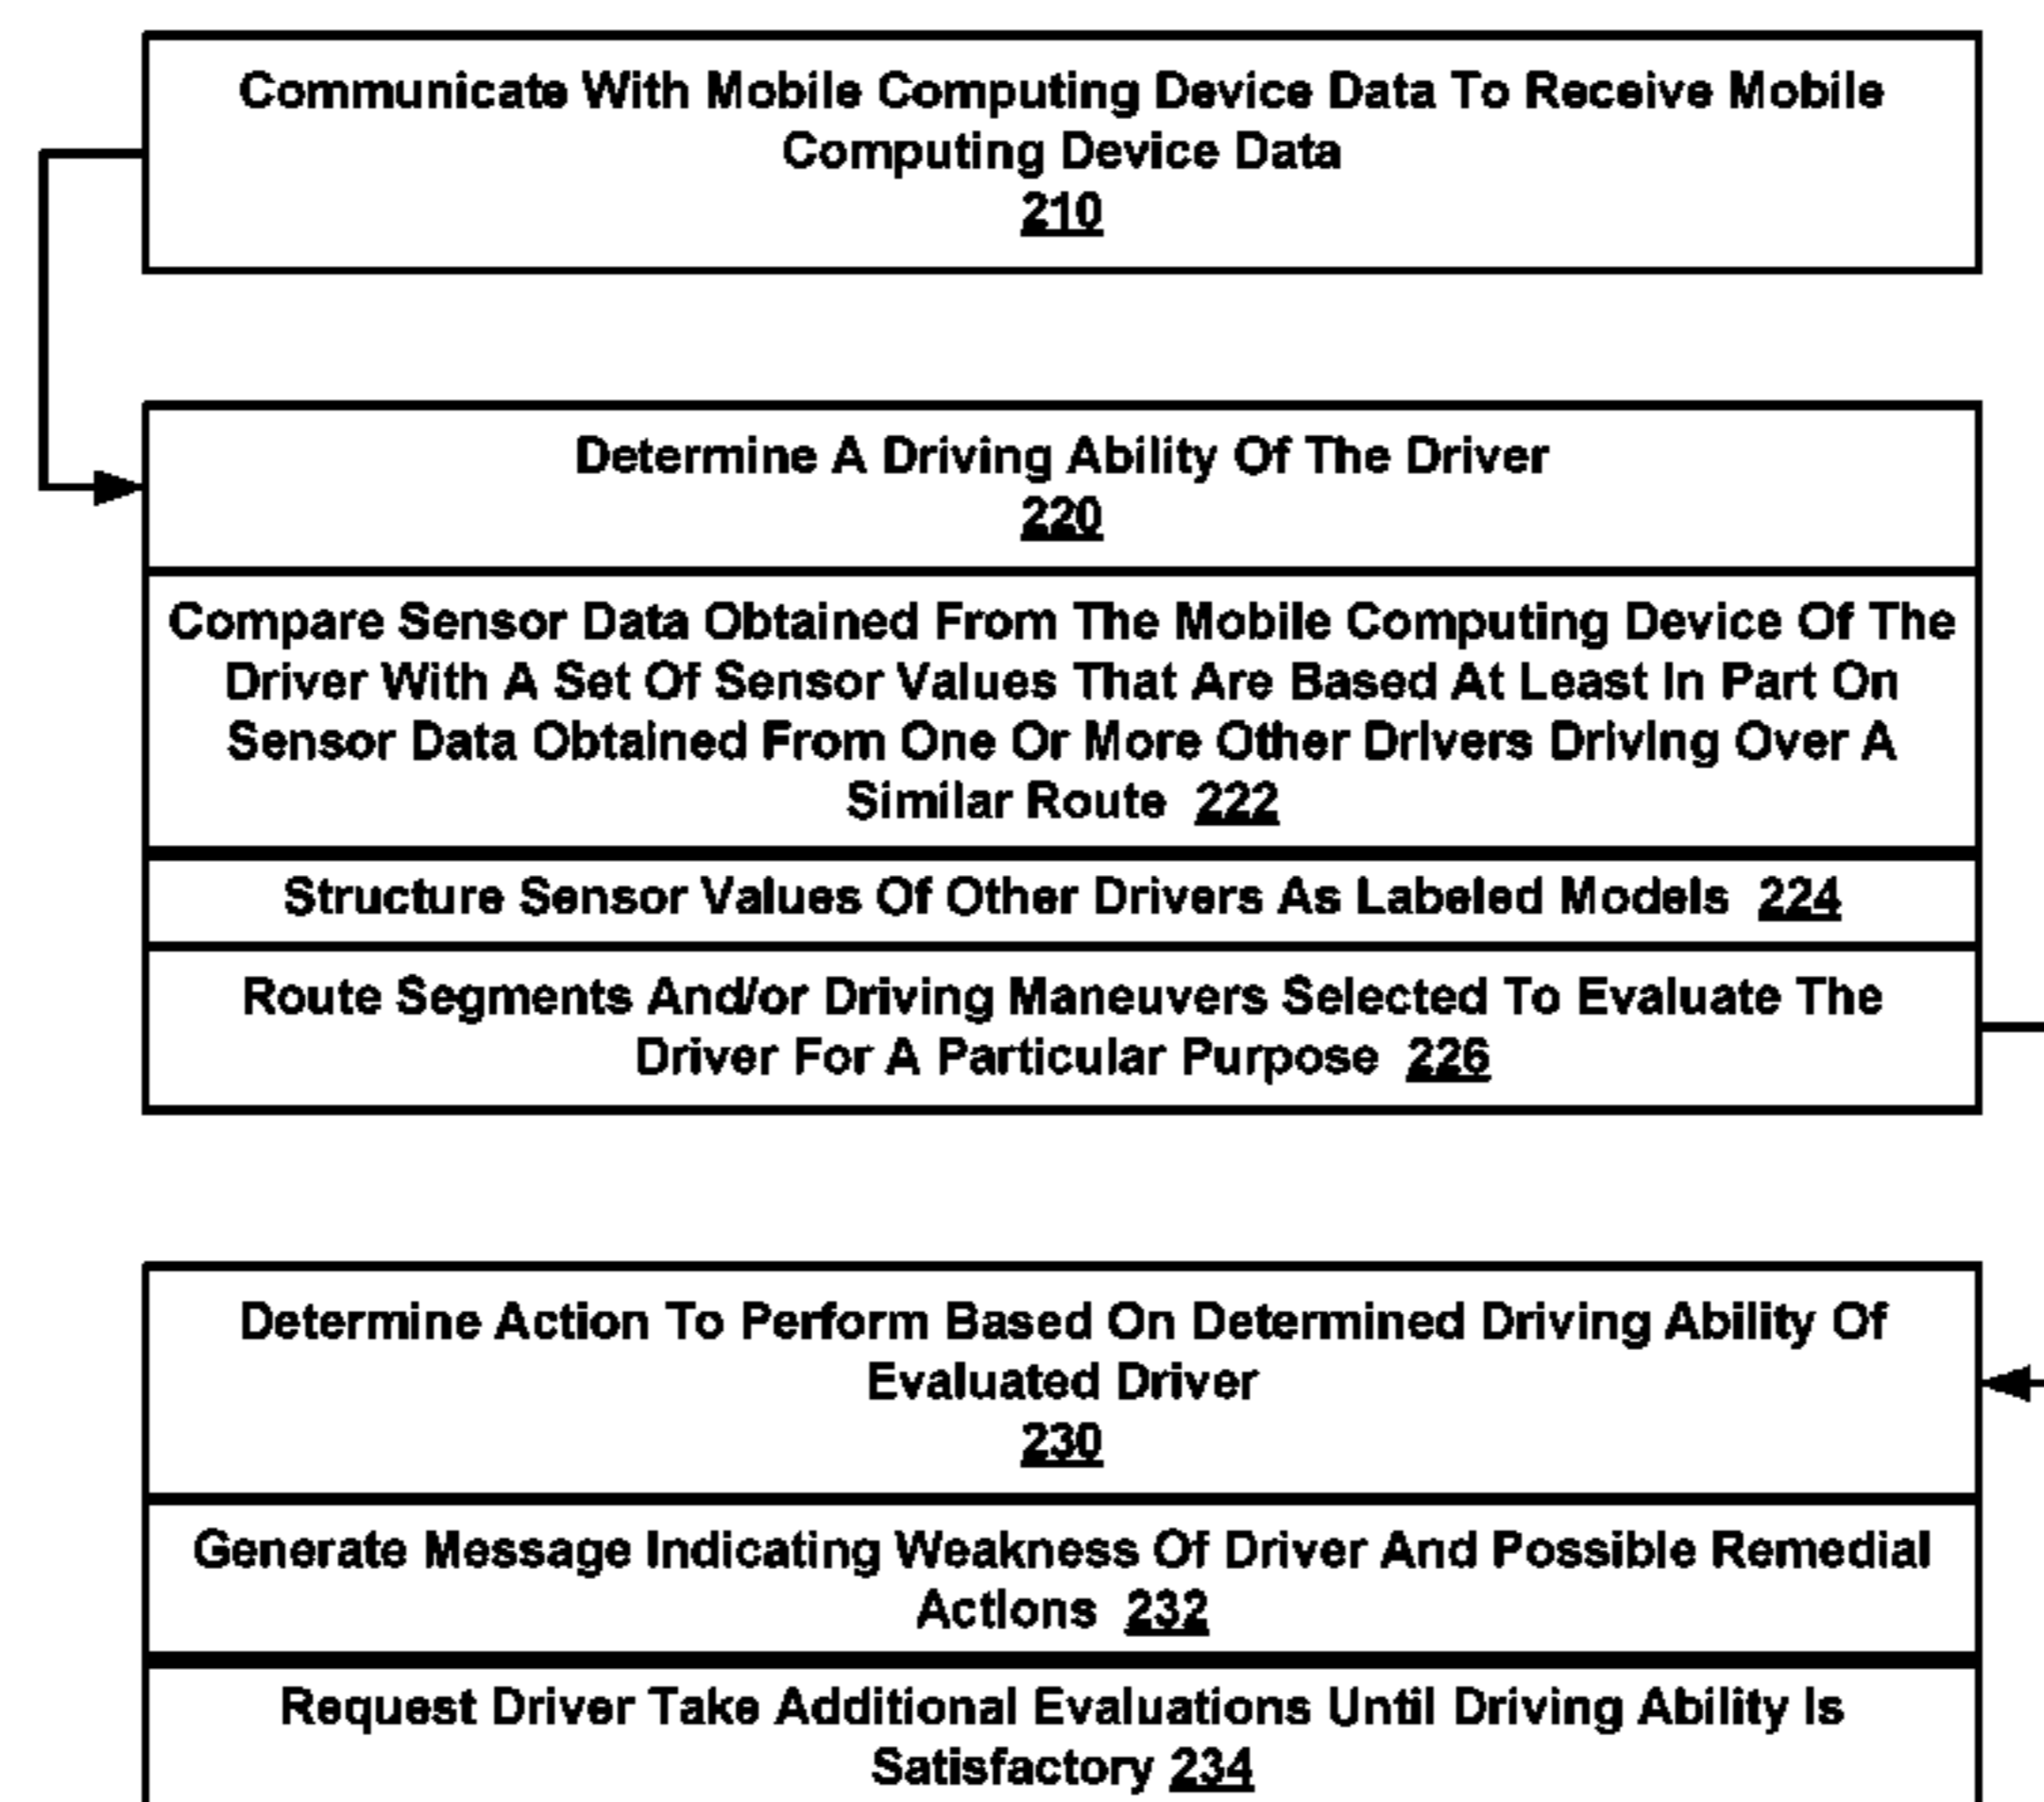 Communicate With Mobile Computing Device Data To Receive Mobile
Computing Device Data
210
Determine A Driving Ability Of The Driver
220
Compare Sensor Data Obtained From The Mobile Computing Device Of The
Driver With A Set Of Sensor Values That Are Based At Least In Part On
Sensor Data Obtained From One Or More Other Drivers Driving Over A
Similar Route 222
Structure Sensor Values Of Other Drivers As Labeled Models 224
Route Segments And/or Driving Maneuvers Selected To Evaluate The
Driver For A Particular Purpose 226
Determine Action To Perform Based On Determined Driving Ability Of
Evaluated Driver
230
Generate Message Indicating Weakness Of Driver And Possible Remedial
Actions 232
Request Driver Take Additional Evaluations Until Driving Ability Is
Satisfactory 234